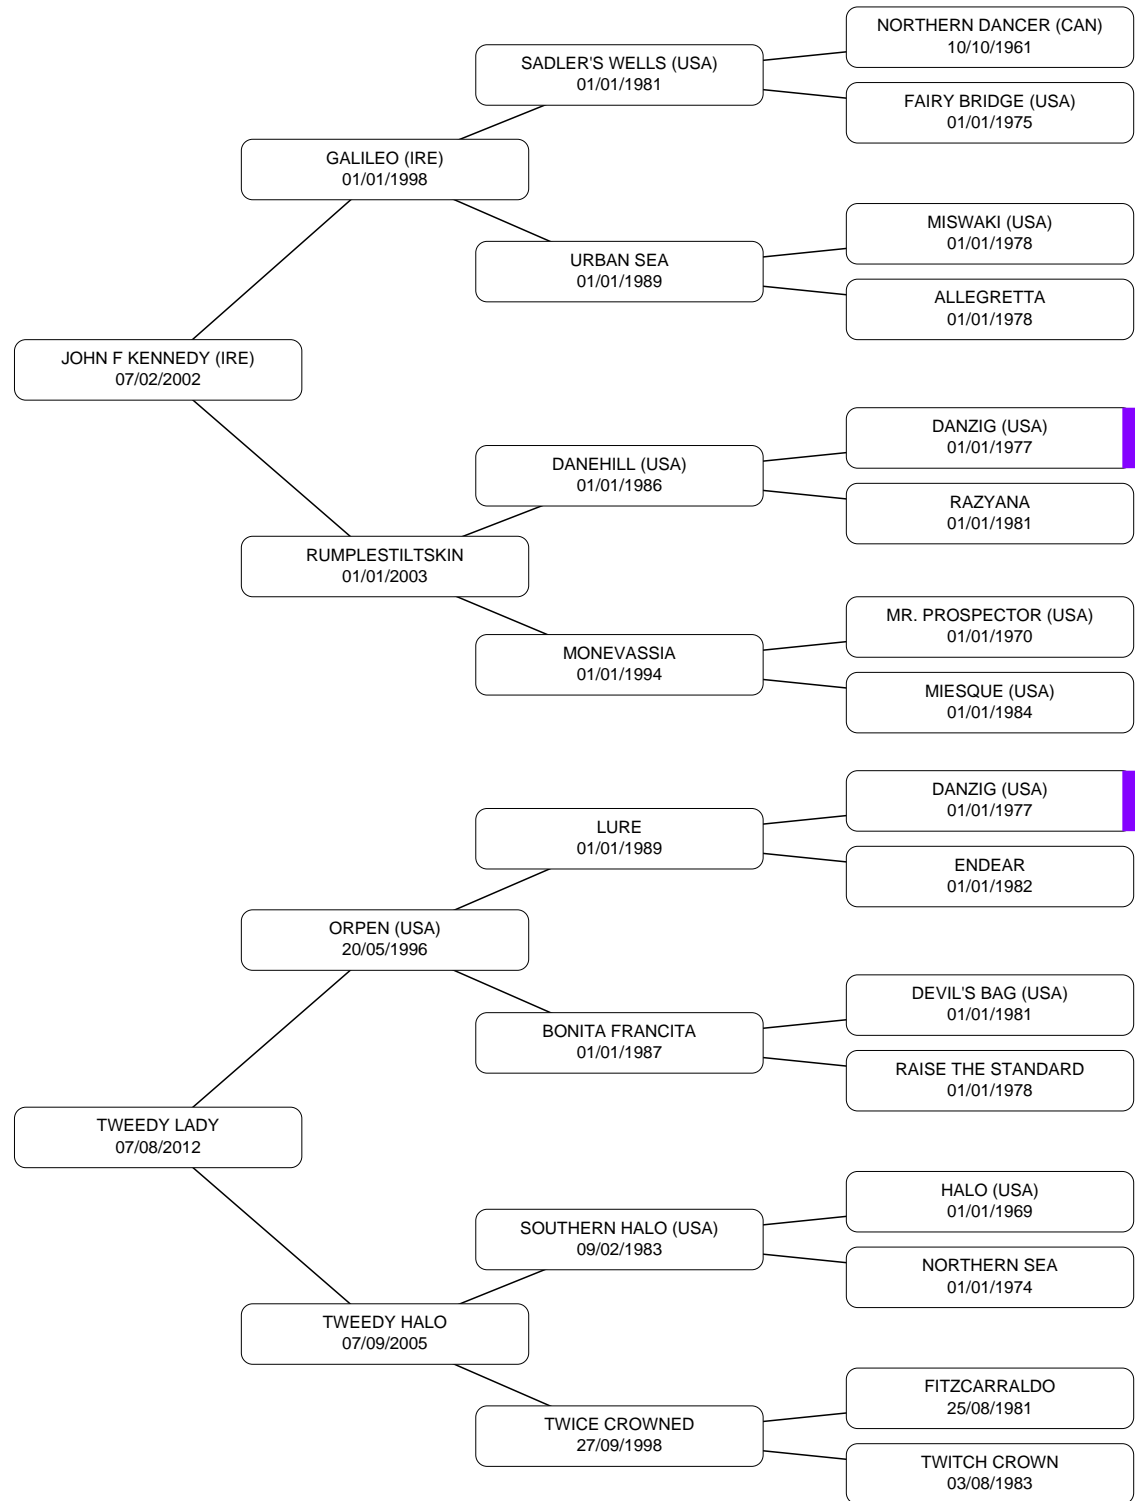 NORTHERN DANCER (CAN)
10/10/1961
SADLER'S WELLS (USA)
01/01/1981
FAIRY BRIDGE (USA)
01/01/1975
GALILEO (IRE)
01/01/1998
MISWAKI (USA)
01/01/1978
URBAN SEA
01/01/1989
ALLEGRETTA
01/01/1978
JOHN F KENNEDY (IRE)
07/02/2002
DANZIG (USA)
01/01/1977
DANEHILL (USA)
01/01/1986
RAZYANA
01/01/1981
RUMPLESTILTSKIN
01/01/2003
MR. PROSPECTOR (USA)
01/01/1970
MONEVASSIA
01/01/1994
MIESQUE (USA)
01/01/1984
DANZIG (USA)
01/01/1977
LURE
01/01/1989
ENDEAR
01/01/1982
ORPEN (USA)
20/05/1996
DEVIL'S BAG (USA)
01/01/1981
BONITA FRANCITA
01/01/1987
RAISE THE STANDARD
01/01/1978
TWEEDY LADY
07/08/2012
HALO (USA)
01/01/1969
SOUTHERN HALO (USA)
09/02/1983
NORTHERN SEA
01/01/1974
TWEEDY HALO
07/09/2005
FITZCARRALDO
25/08/1981
TWICE CROWNED
27/09/1998
TWITCH CROWN
03/08/1983